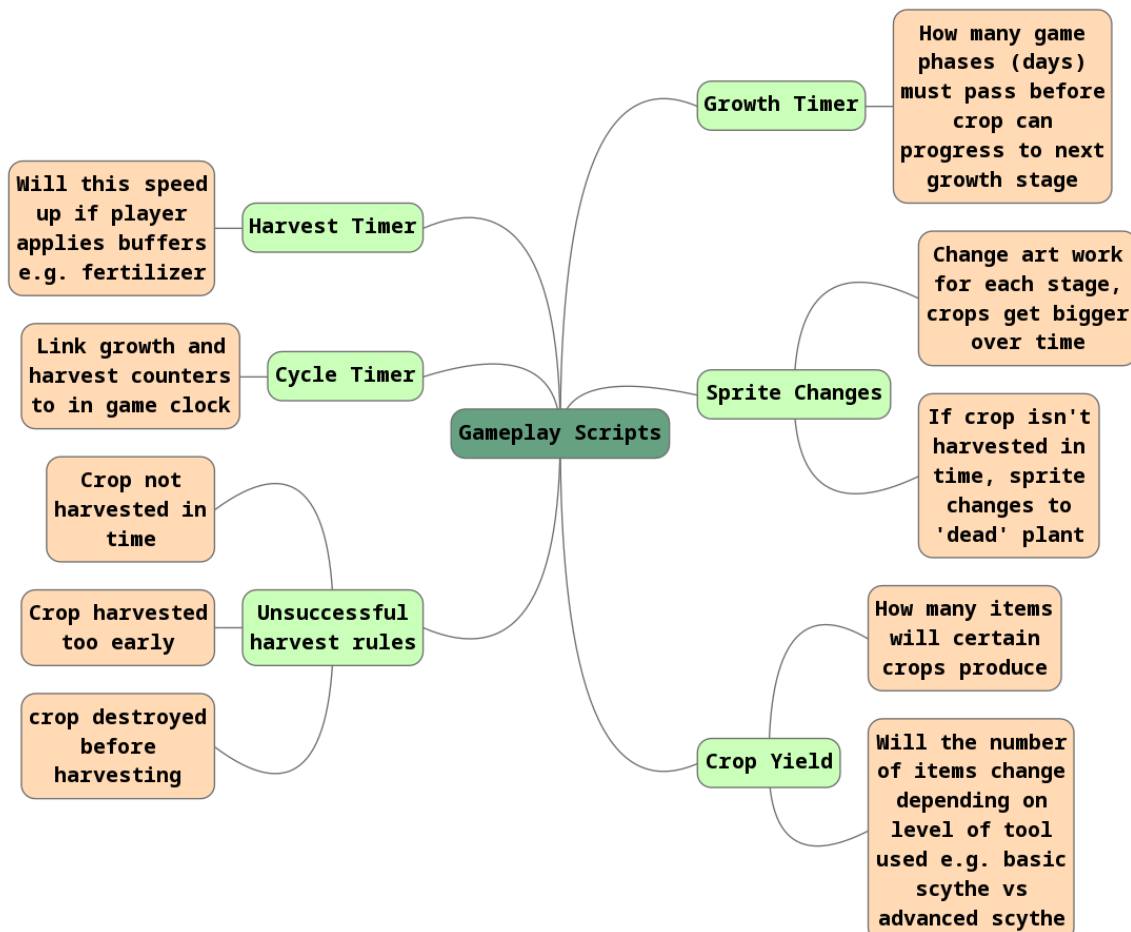 Gameplay Scripts
Growth Timer
How many game
phases (days)
must pass before
crop can
progress to next
growth stage
Sprite Changes
Change art work
for each stage,
crops get bigger
over time
If crop isn't
harvested in
time, sprite
changes to
'dead' plant
Crop Yield
How many items
will certain
crops produce
Will the number
of items change
depending on
level of tool
used e.g. basic
scythe vs
advanced scythe
Harvest Timer
Will this speed
up if player
applies buffers
e.g. fertilizer
Cycle Timer
Link growth and
harvest counters
to in game clock
Unsuccessful
harvest rules
Crop not
harvested in
time
Crop harvested
too early
crop destroyed
before
harvesting